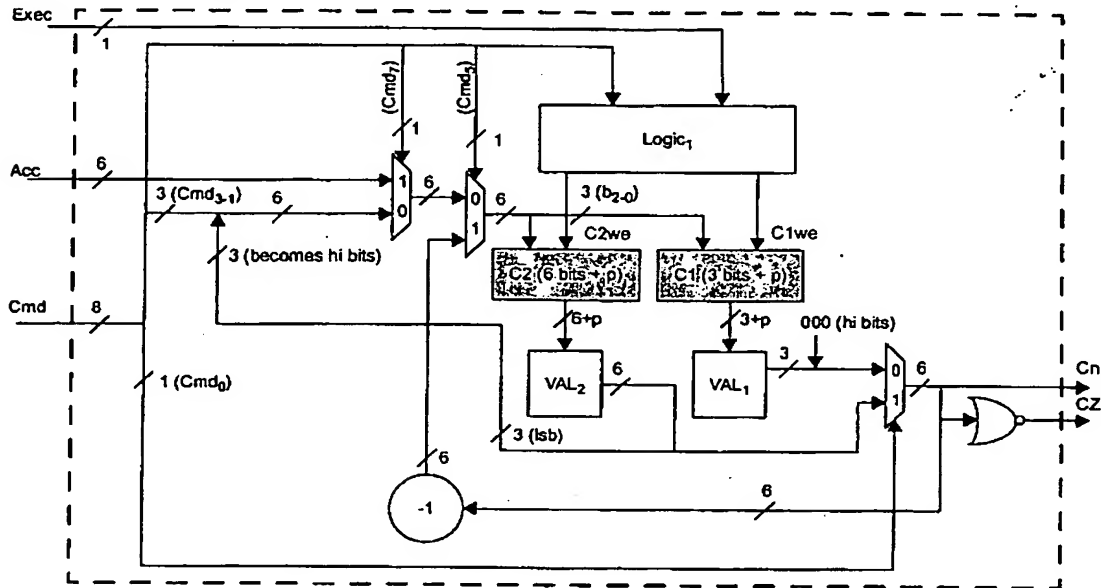 Exec
1
(Cmd7)
(Cmd5)
1
1
Logic1
Acc
6
3 (Cmd3-1)
6
1
0
6
0
1
6
3 (b2-0)
C2we
C1we
3 (becomes hi bits)
C2 (6 bits + p)
C1 (3 bits + p)
Cmd
8
6+p
3+p
000 (hi bits)
1 (Cmd0)
VAL2
6
VAL1
3
0
1
6
Cn
CZ
3 (lsb)
6
-1
6